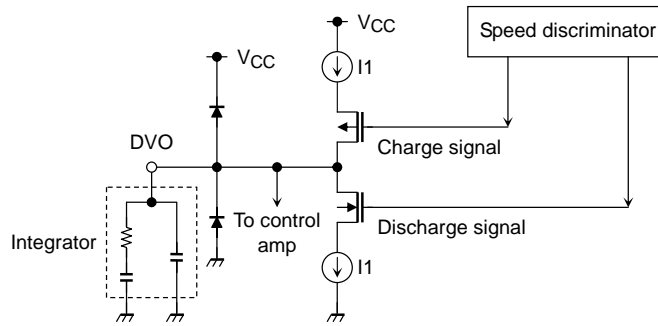 VCC
VCC
Speed discriminator
I1
DVO
Charge signal
Integrator
To control
amp
Discharge signal
I1